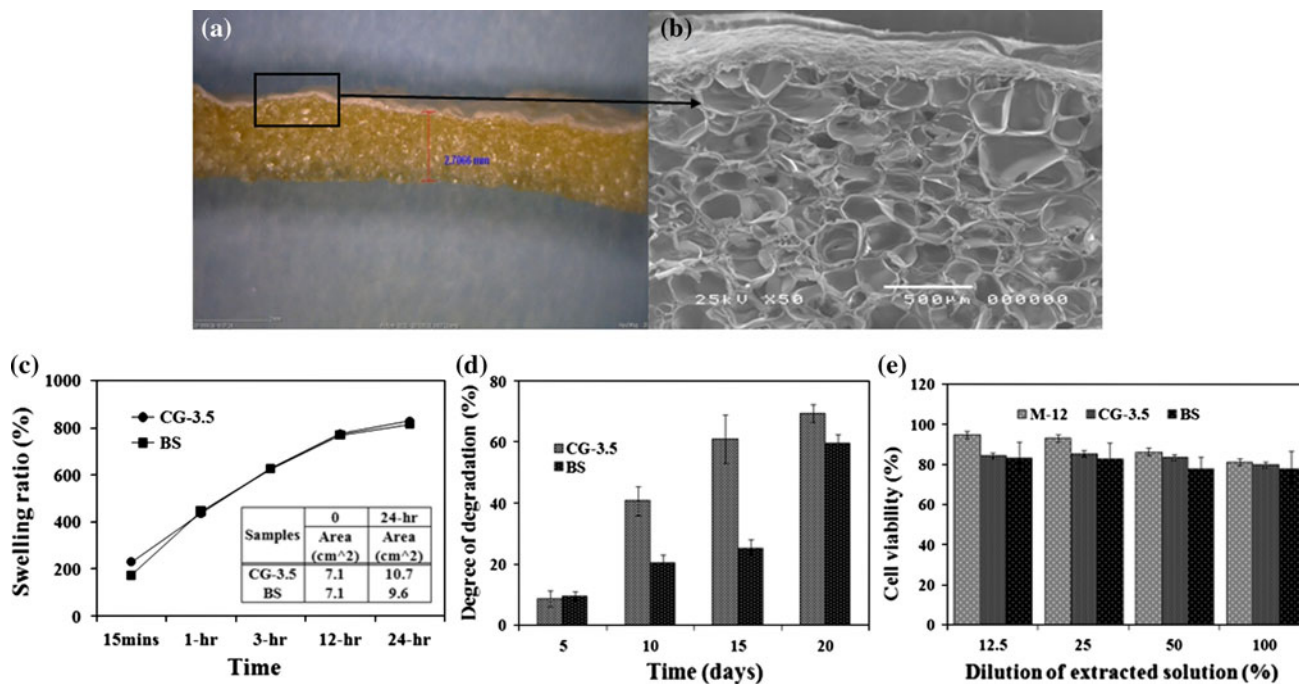 (a)
2.7066 mm
(b)
25kV X50 500µm 000000
(c)
Swelling ratio (%)
1000
800
600
400
200
0
CG-3.5
BS
Samples
0
24-hr
Area
(cm^2)
Area
(cm^2)
CG-3.5 7.1 10.7
BS 7.1 9.6
15mins 1-hr 3-hr 12-hr 24-hr
Time
(d)
Degree of degradation (%)
80
60
40
20
0
CG-3.5
BS
5 10 15 20
Time (days)
(e)
Cell viability (%)
120
100
80
60
40
20
0
M-12 CG-3.5 BS
12.5 25 50 100
Dilution of extracted solution (%)